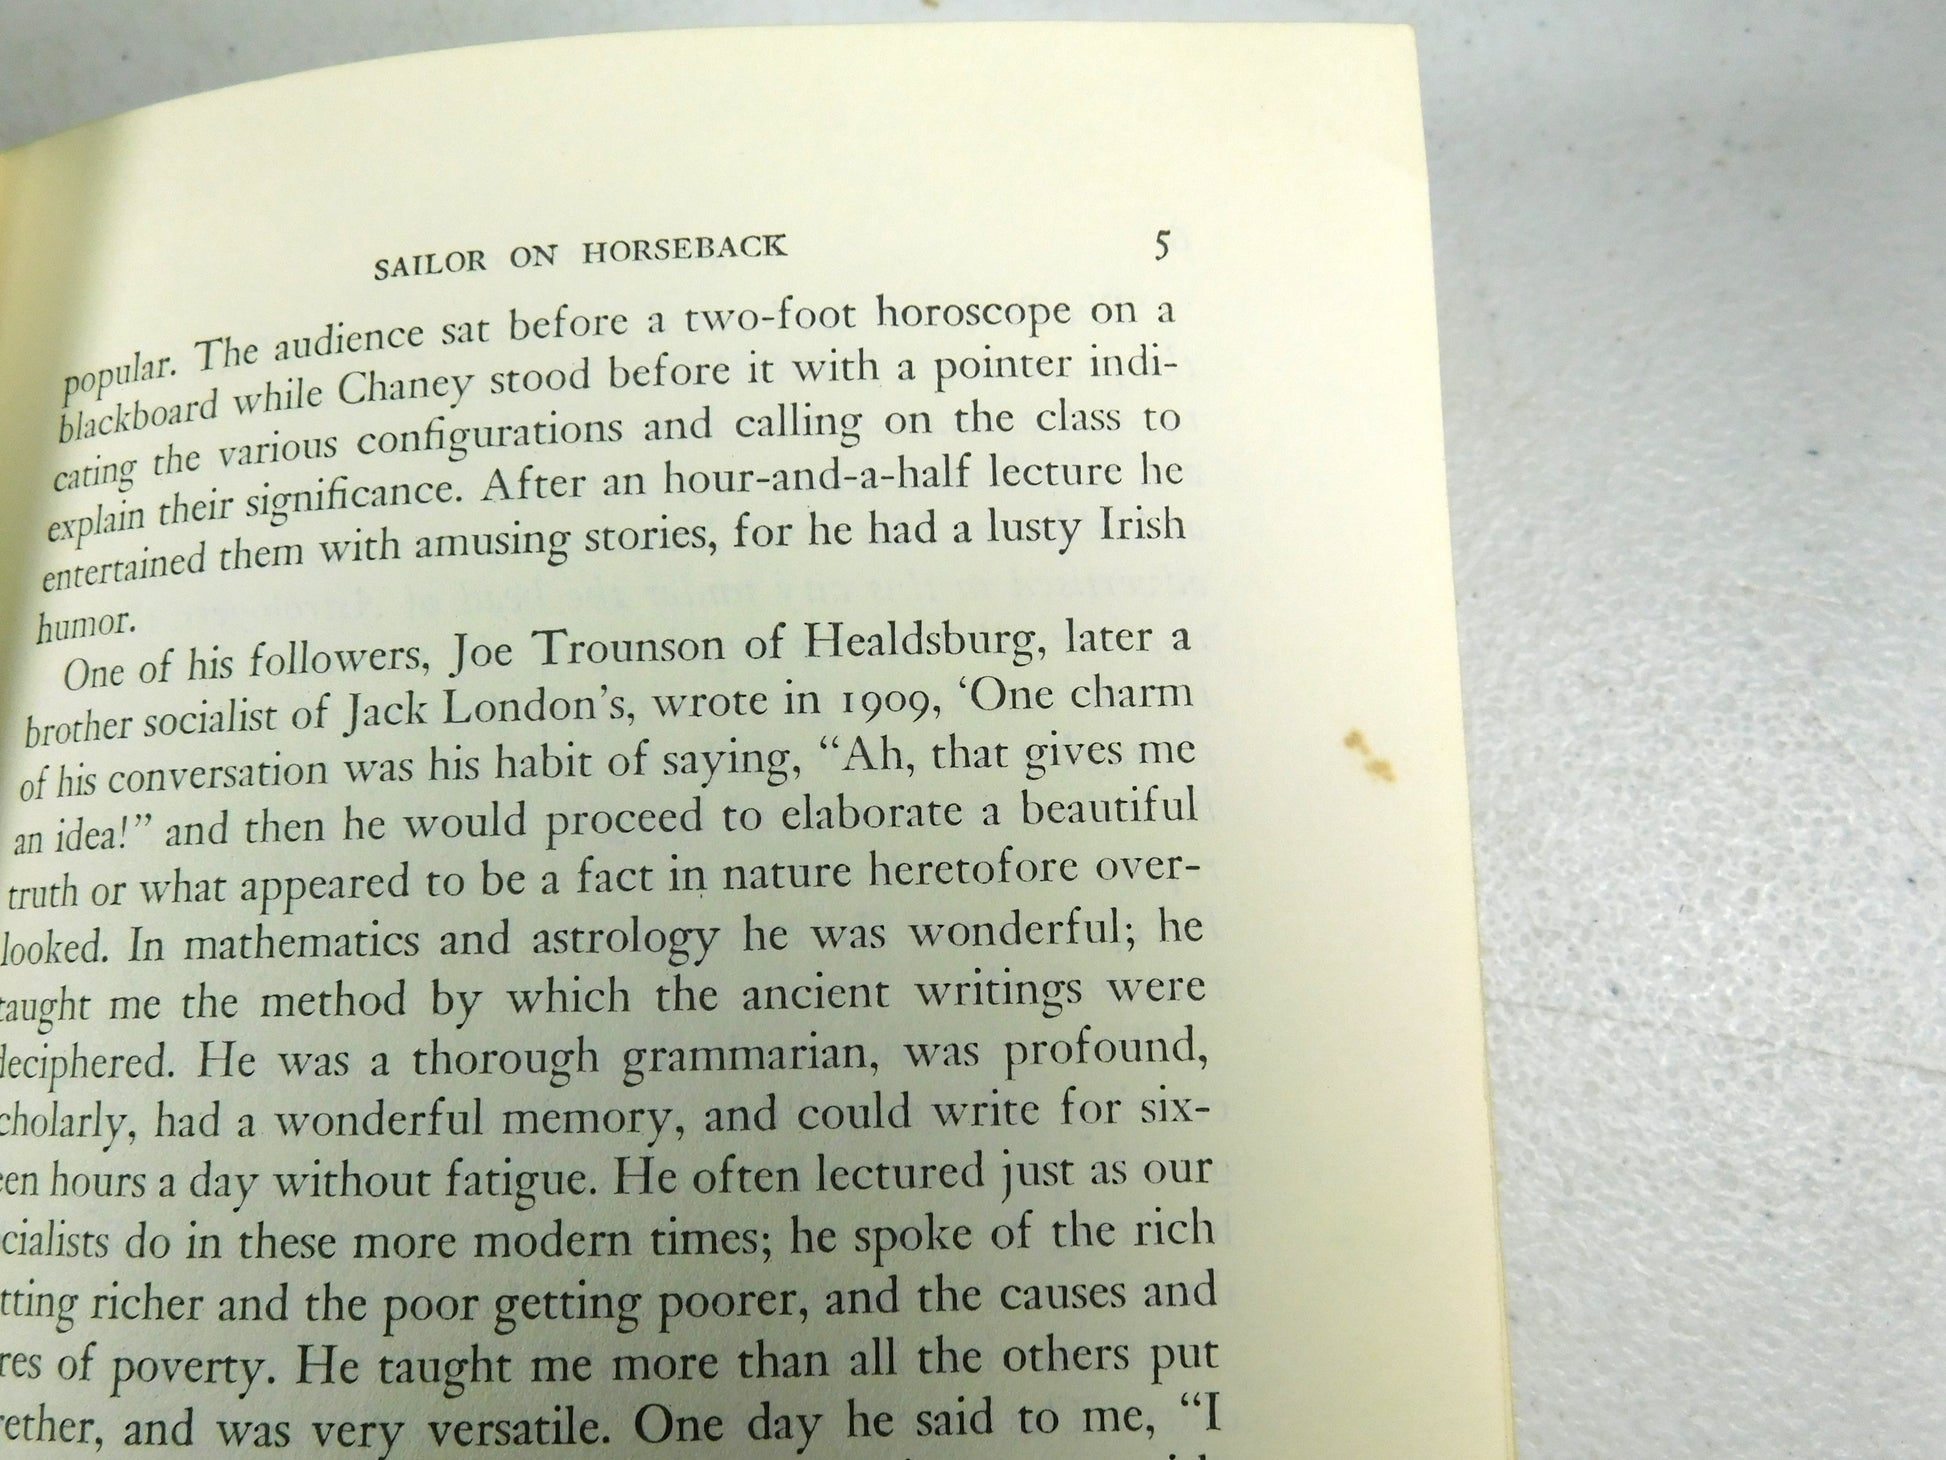 SAILOR ON HORSEBACK 5
popular. The audience sat before a two-foot horoscope on a
blackboard while Chaney stood before it with a pointer indi-
cating the various configurations and calling on the class to
explain their significance. After an hour-and-a-half lecture he
entertained them with amusing stories, for he had a lusty Irish
humor.
One of his followers, Joe Trounson of Healdsburg, later a
brother socialist of Jack London's, wrote in 1909, ‘One charm
of his conversation was his habit of saying, “Ah, that gives me
an idea!” and then he would proceed to elaborate a beautiful
truth or what appeared to be a fact in nature heretofore over-
looked. In mathematics and astrology he was wonderful; he
taught me the method by which the ancient writings were
deciphered. He was a thorough grammarian, was profound,
cholarly, had a wonderful memory, and could write for six-
en hours a day without fatigue. He often lectured just as our
cialists do in these more modern times; he spoke of the rich
tting richer and the poor getting poorer, and the causes and
res of poverty. He taught me more than all the others put
ether, and was very versatile. One day he said to me, “I